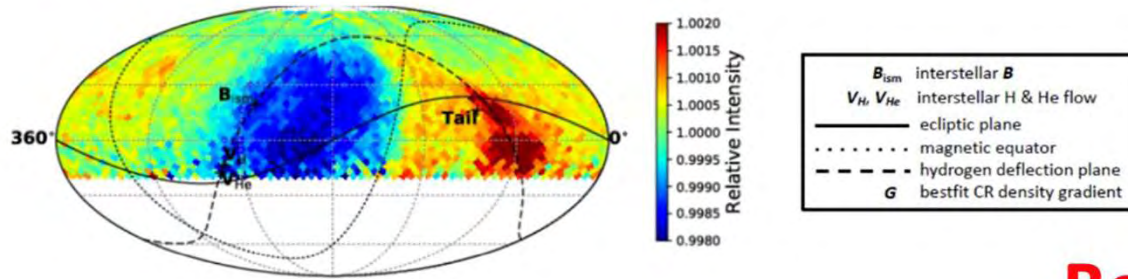 360°
0°
B_ism
V_H
V_He
Tail
1.0020
1.0015
1.0010
1.0005
1.0000
0.9995
0.9990
0.9985
0.9980
Relative Intensity
B_ism interstellar B
V_H, V_He interstellar H & He flow
ecliptic plane
magnetic equator
hydrogen deflection plane
G bestfit CR density gradient